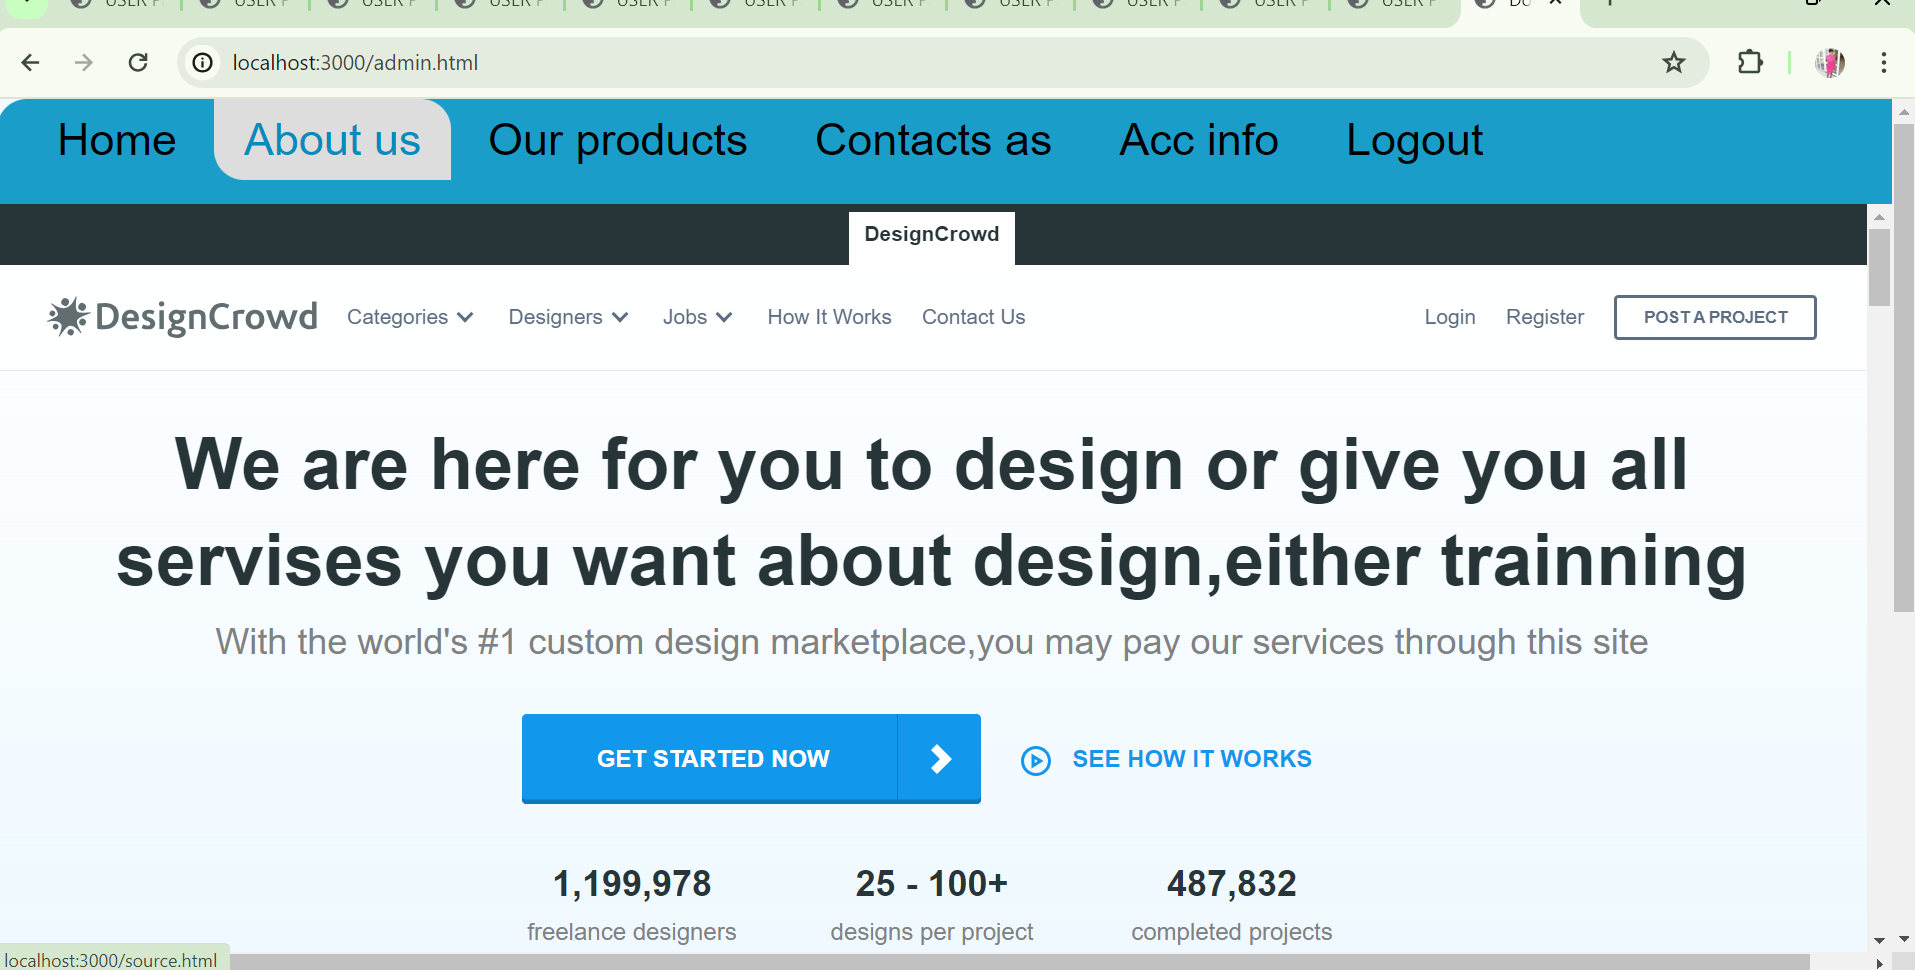 localhost:3000/admin.html
Home About us Our products Contacts as Acc info Logout
DesignCrowd
DesignCrowd Categories Designers Jobs How It Works Contact Us Login Register POST A PROJECT
We are here for you to design or give you all
servises you want about design,either trainning
With the world's #1 custom design marketplace,you may pay our services through this site
GET STARTED NOW SEE HOW IT WORKS
1,199,978 25 - 100+ 487,832
freelance designers designs per project completed projects
localhost:3000/source.html